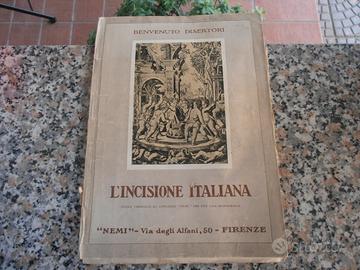 BENVENUTO DISERTORI
L'INCISIONE ITALIANA
"NEMI" - Via degli Alfani, 50 - FIRENZE